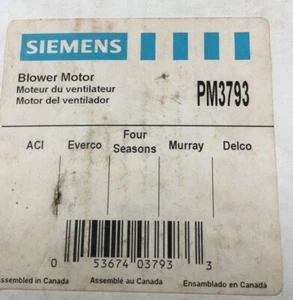 SIEMENS
Blower Motor
Moteur du ventilateur
Motor del ventilador
PM3793
ACI Everco Four Seasons Murray Delco
0 53674 03793 3
ssembled in Canada Assemblé au Canada Ensamblado en Canadá